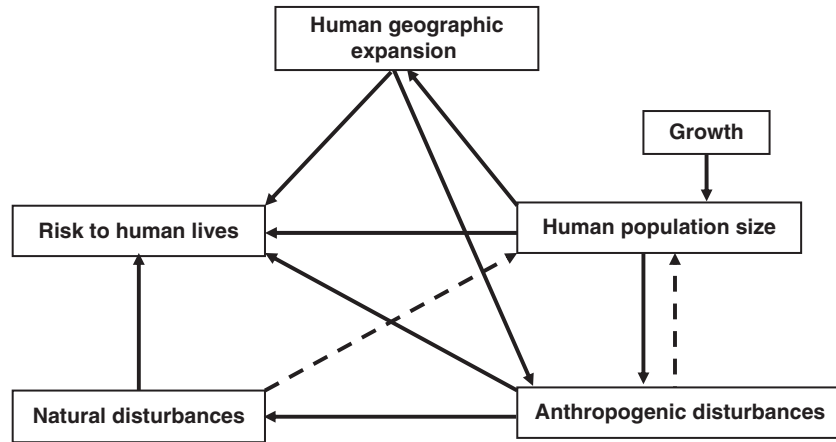 Human geographic
expansion
Growth
Risk to human lives
Human population size
Natural disturbances
Anthropogenic disturbances